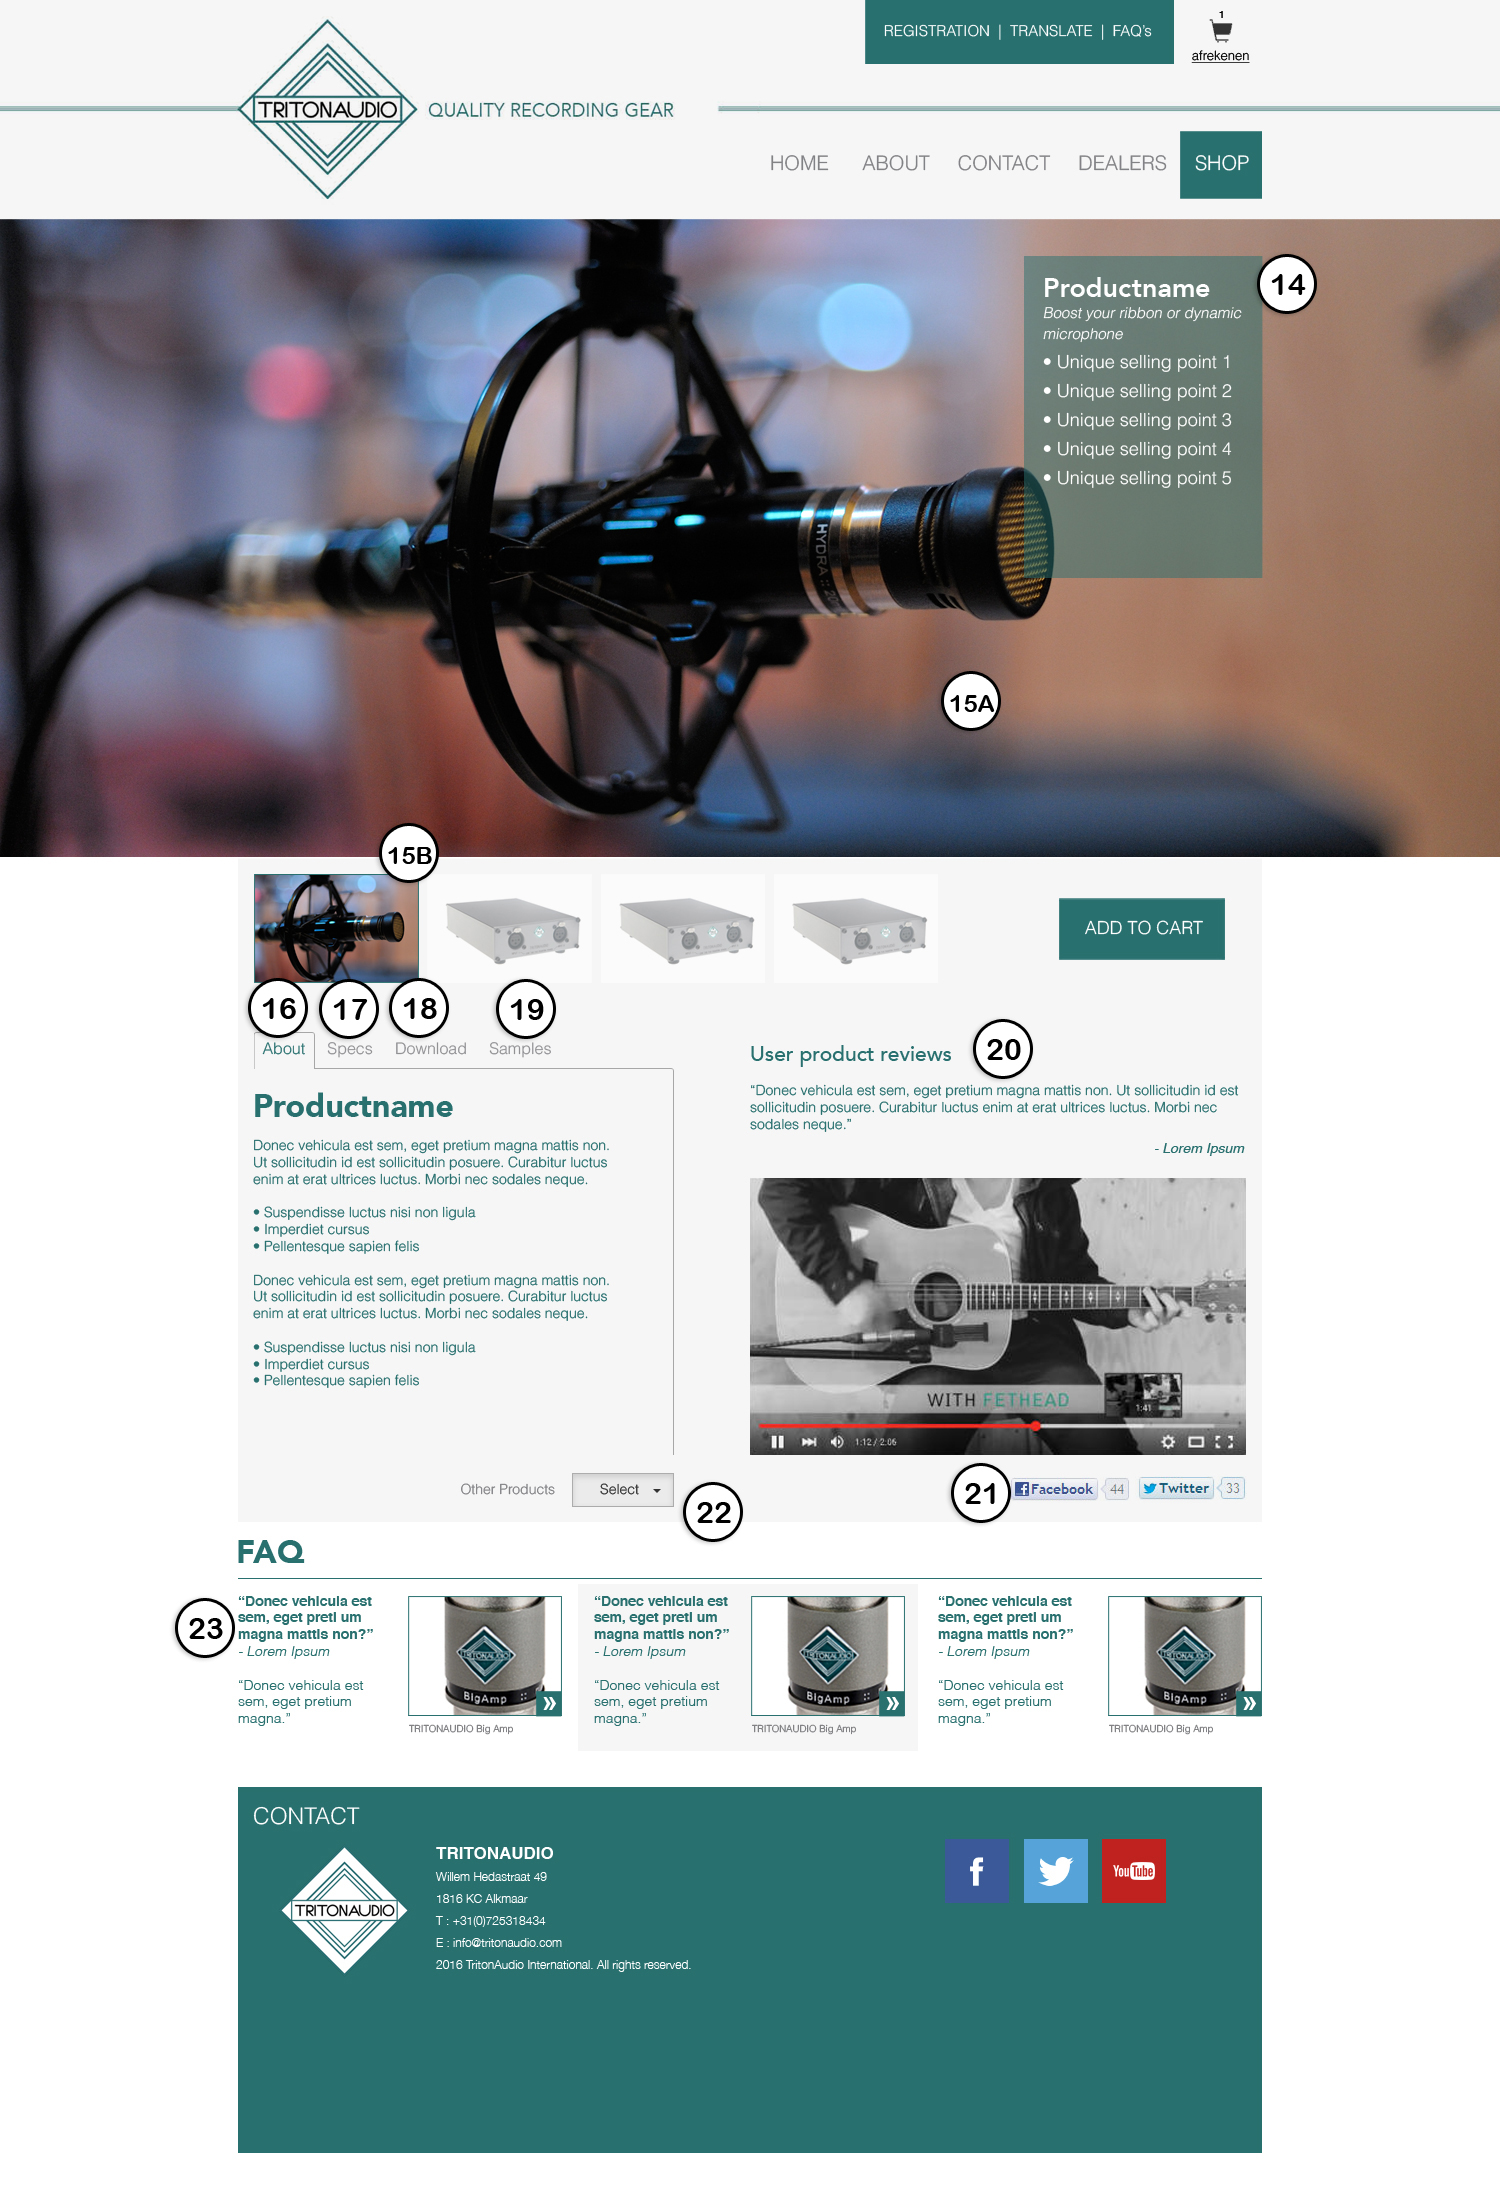 REGISTRATION | TRANSLATE | FAQ's
1
afrekenen
TRITONAUDIO
QUALITY RECORDING GEAR
HOME ABOUT CONTACT DEALERS SHOP
14
Productname
Boost your ribbon or dynamic
microphone
• Unique selling point 1
• Unique selling point 2
• Unique selling point 3
• Unique selling point 4
• Unique selling point 5
HYDRA ::
15A
15B
ADD TO CART
16
17
18
19
About Specs Download Samples
Productname
Donec vehicula est sem, eget pretium magna mattis non.
Ut sollicitudin id est sollicitudin posuere. Curabitur luctus
enim at erat ultrices luctus. Morbi nec sodales neque.
• Suspendisse luctus nisi non ligula
• Imperdiet cursus
• Pellentesque sapien felis
Donec vehicula est sem, eget pretium magna mattis non.
Ut sollicitudin id est sollicitudin posuere. Curabitur luctus
enim at erat ultrices luctus. Morbi nec sodales neque.
• Suspendisse luctus nisi non ligula
• Imperdiet cursus
• Pellentesque sapien felis
Other Products Select
22
User product reviews
20
“Donec vehicula est sem, eget pretium magna mattis non. Ut sollicitudin id est
sollicitudin posuere. Curabitur luctus enim at erat ultrices luctus. Morbi nec
sodales neque.”
- Lorem Ipsum
WITH FETHEAD
1:41
1:12 / 2:06
21
Facebook 44 Twitter 33
FAQ
23
“Donec vehicula est
sem, eget preti um
magna mattis non?”
- Lorem Ipsum
“Donec vehicula est
sem, eget pretium
magna.”
TRITONAUDIO
BigAmp ::
TRITONAUDIO Big Amp
“Donec vehicula est
sem, eget preti um
magna mattis non?”
- Lorem Ipsum
“Donec vehicula est
sem, eget pretium
magna.”
TRITONAUDIO
BigAmp ::
TRITONAUDIO Big Amp
“Donec vehicula est
sem, eget preti um
magna mattis non?”
- Lorem Ipsum
“Donec vehicula est
sem, eget pretium
magna.”
TRITONAUDIO
BigAmp ::
TRITONAUDIO Big Amp
CONTACT
TRITONAUDIO
TRITONAUDIO
Willem Hedastraat 49
1816 KC Alkmaar
T : +31(0)725318434
E : info@tritonaudio.com
2016 TritonAudio International. All rights reserved.
f
You Tube